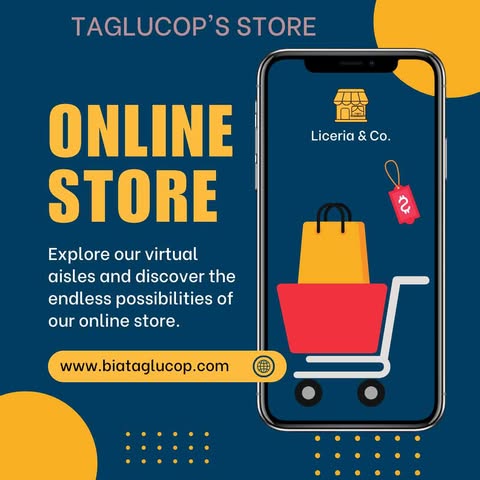 TAGLUCOP'S STORE
Liceria & Co.
ONLINE
STORE
Explore our virtual
aisles and discover the
endless possibilities of
our online store.
www.biataglucop.com